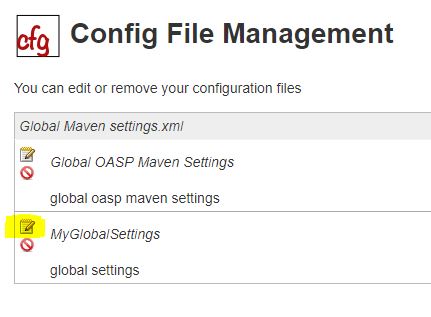 cfg
Config File Management
You can edit or remove your configuration files
Global Maven settings.xml
Global OASP Maven Settings
global oasp maven settings
MyGlobalSettings
global settings